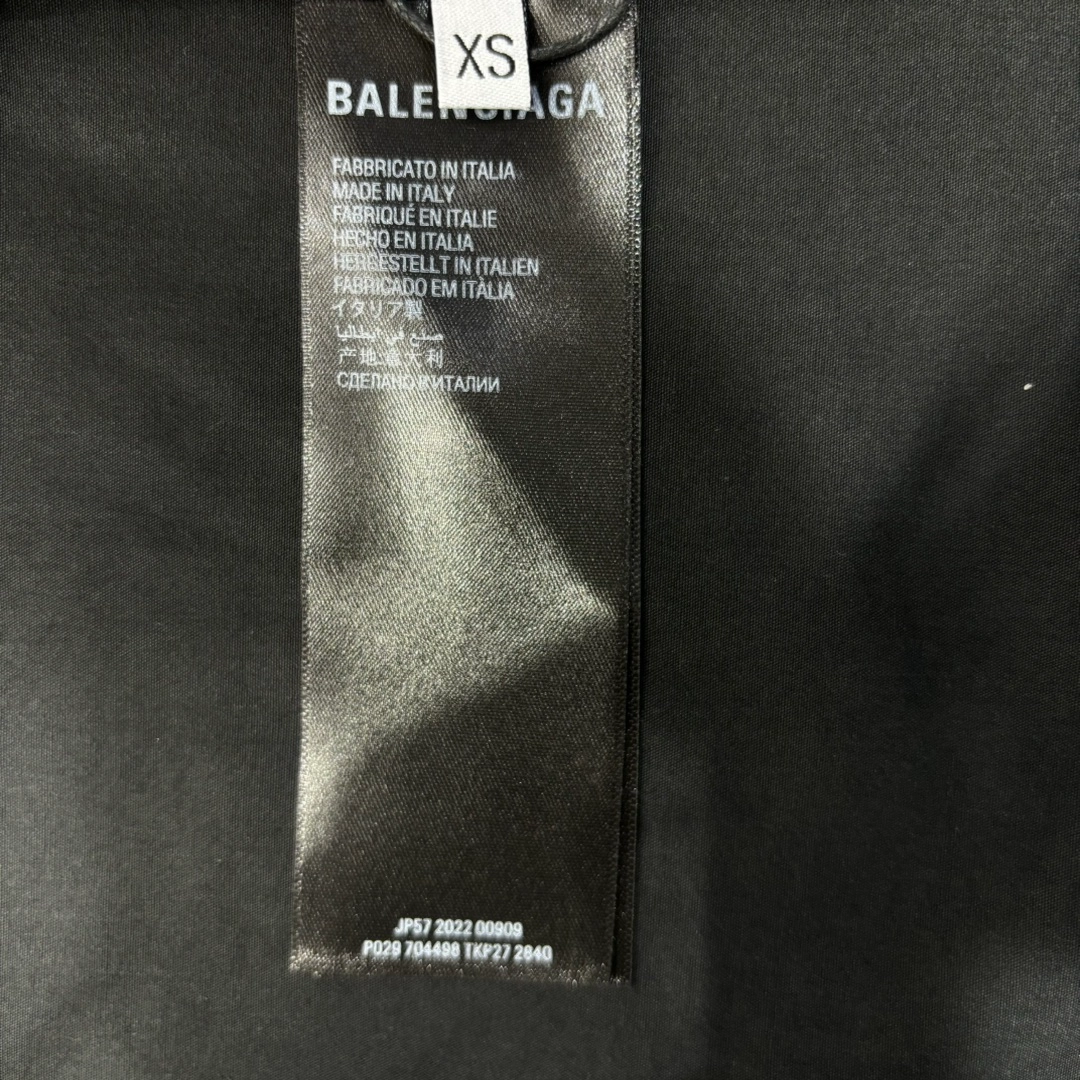 XS
BALENCIAGA
FABBRICATO IN ITALIA
MADE IN ITALY
FABRIQUÉ EN ITALIE
HECHO EN ITALIA
HERGESTELLT IN ITALIEN
FABRICADO EM ITÀLIA
イタリア製
صنع في إيطاليا
产地意大利
СДЕЛАНО В ИТАЛИИ
JP57 2022 00909
P029 704498 TKP27 2840